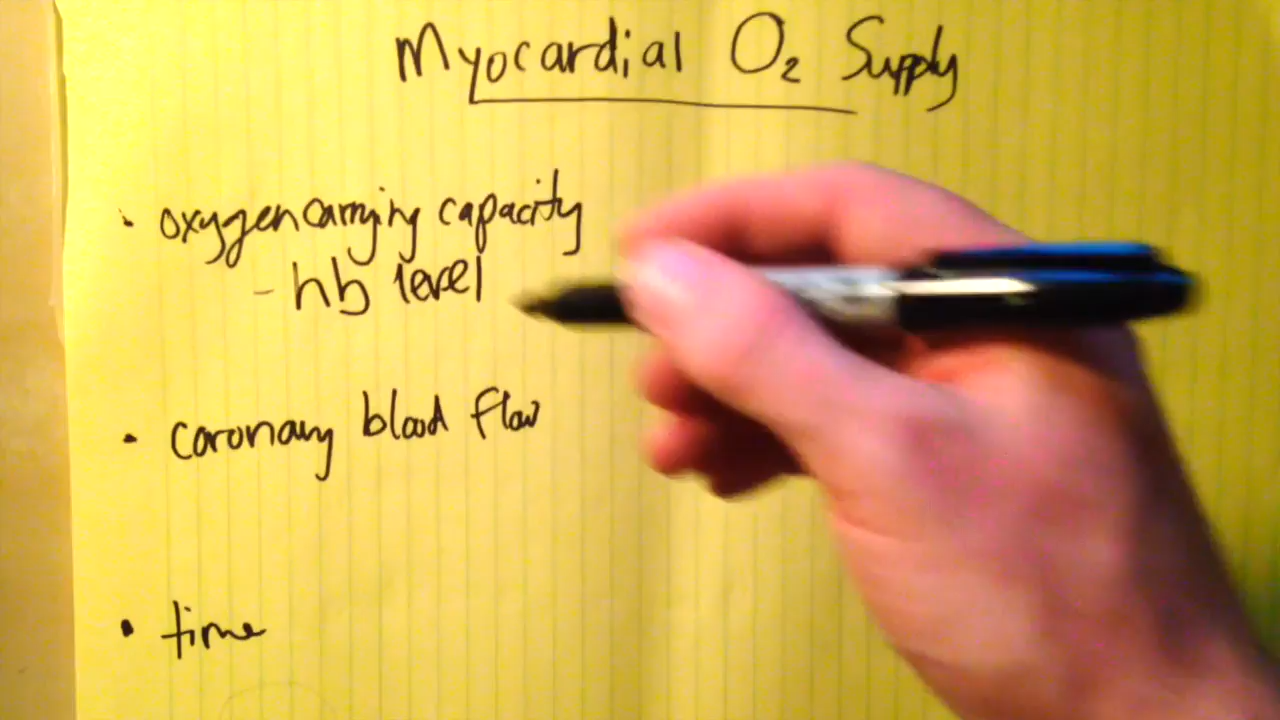 Myocardial O₂ Supply
• oxygen carrying capacity
- hb level
• coronary blood flow
• time